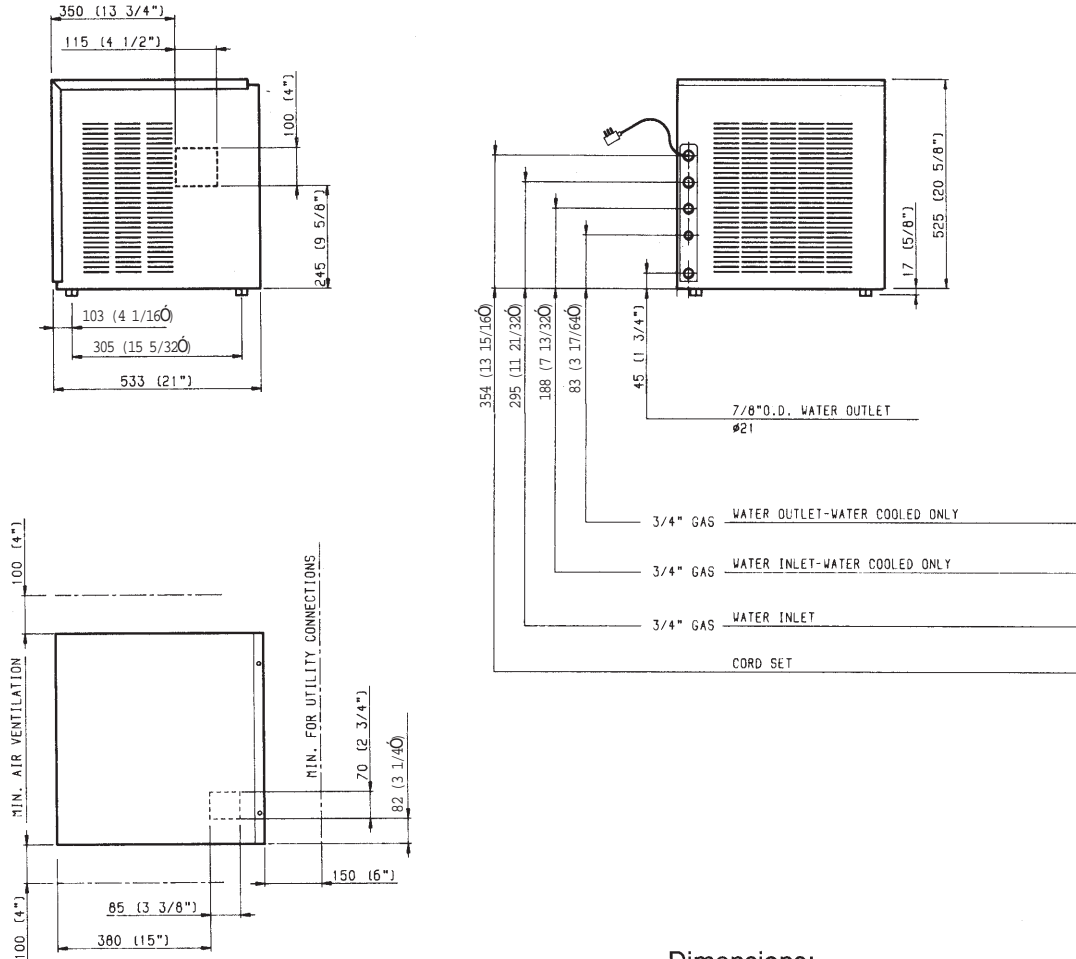 350 (13 3/4")
115 (4 1/2")
100 (4")
245 (9 5/8")
103 (4 1/16Ó)
305 (15 5/32Ó)
533 (21")
525 (20 5/8")
17 (5/8")
354 (13 15/16Ó)
295 (11 21/32Ó)
188 (7 13/32Ó)
83 (3 17/64Ó)
45 (1 3/4")
7/8"O.D. WATER OUTLET
ø21
3/4" GAS WATER OUTLET-WATER COOLED ONLY
3/4" GAS WATER INLET-WATER COOLED ONLY
3/4" GAS WATER INLET
CORD SET
100 (4")
MIN. AIR VENTILATION
100 (4")
MIN. FOR UTILITY CONNECTIONS
70 (2 3/4")
82 (3 1/4Ó)
150 (6")
85 (3 3/8")
380 (15")
Dimensions: